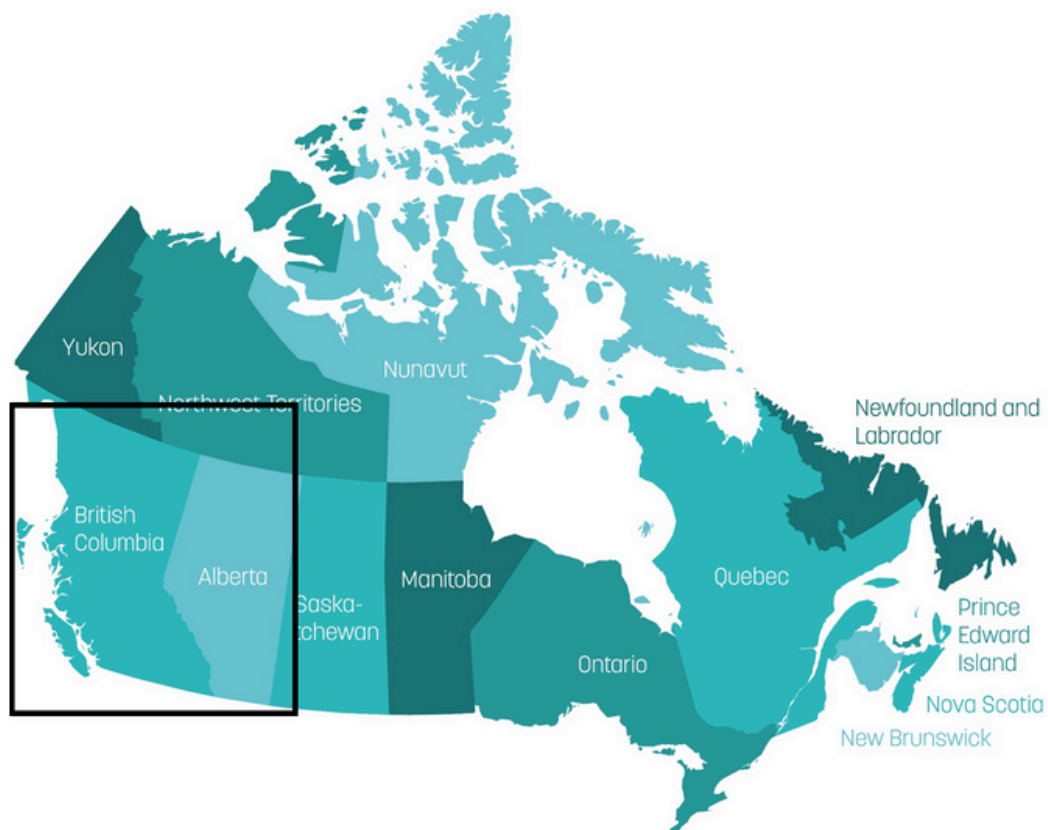 Yukon
Northwest Territories
Nunavut
British
Columbia
Alberta
Saska-
tchewan
Manitoba
Ontario
Quebec
Newfoundland and
Labrador
Prince
Edward
Island
Nova Scotia
New Brunswick